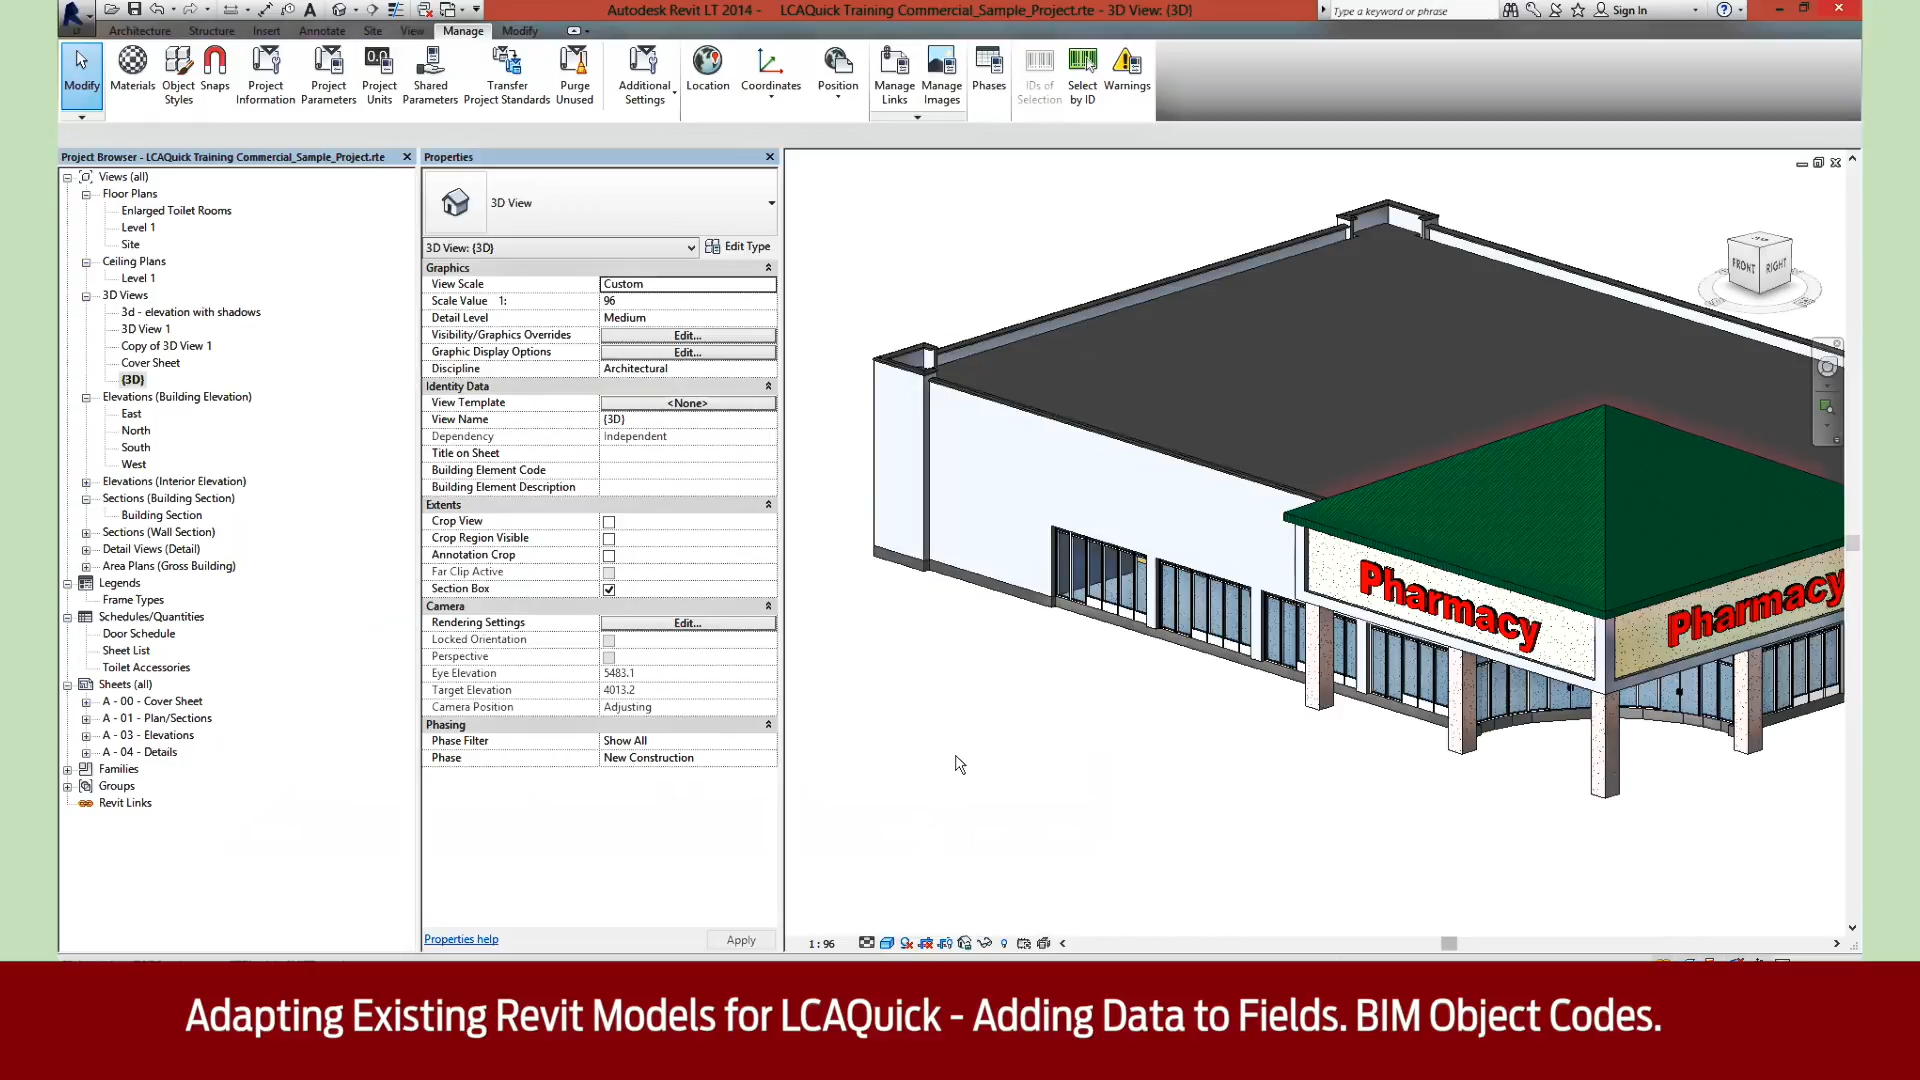 Autodesk Revit LT 2014 - LCAQuick Training Commercial_Sample_Project.rte - 3D View: {3D}
Type a keyword or phrase
Sign In
Architecture Structure Insert Annotate Site View Manage Modify
Modify
Materials
Object Styles
Snaps
Project Information
Project Parameters
Project Units
Shared Parameters
Transfer Project Standards
Purge Unused
Additional Settings
Location
Coordinates
Position
Manage Links
Manage Images
Phases
IDs of Selection
Select by ID
Warnings
Project Browser - LCAQuick Training Commercial_Sample_Project.rte
Views (all)
Floor Plans
Enlarged Toilet Rooms
Level 1
Site
Ceiling Plans
Level 1
3D Views
3d - elevation with shadows
3D View 1
Copy of 3D View 1
Cover Sheet
{3D}
Elevations (Building Elevation)
East
North
South
West
Elevations (Interior Elevation)
Sections (Building Section)
Building Section
Sections (Wall Section)
Detail Views (Detail)
Area Plans (Gross Building)
Legends
Frame Types
Schedules/Quantities
Door Schedule
Sheet List
Toilet Accessories
Sheets (all)
A - 00 - Cover Sheet
A - 01 - Plan/Sections
A - 03 - Elevations
A - 04 - Details
Families
Groups
Revit Links
Properties
3D View
3D View: {3D} Edit Type
Graphics
View Scale Custom
Scale Value 1: 96
Detail Level Medium
Visibility/Graphics Overrides Edit...
Graphic Display Options Edit...
Discipline Architectural
Identity Data
View Template <None>
View Name {3D}
Dependency Independent
Title on Sheet
Building Element Code
Building Element Description
Extents
Crop View
Crop Region Visible
Annotation Crop
Far Clip Active
Section Box
Camera
Rendering Settings Edit...
Locked Orientation
Perspective
Eye Elevation 5483.1
Target Elevation 4013.2
Camera Position Adjusting
Phasing
Phase Filter Show All
Phase New Construction
Properties help
Apply
FRONT RIGHT
Pharmacy
Pharmacy
1 : 96
Adapting Existing Revit Models for LCAQuick - Adding Data to Fields. BIM Object Codes.